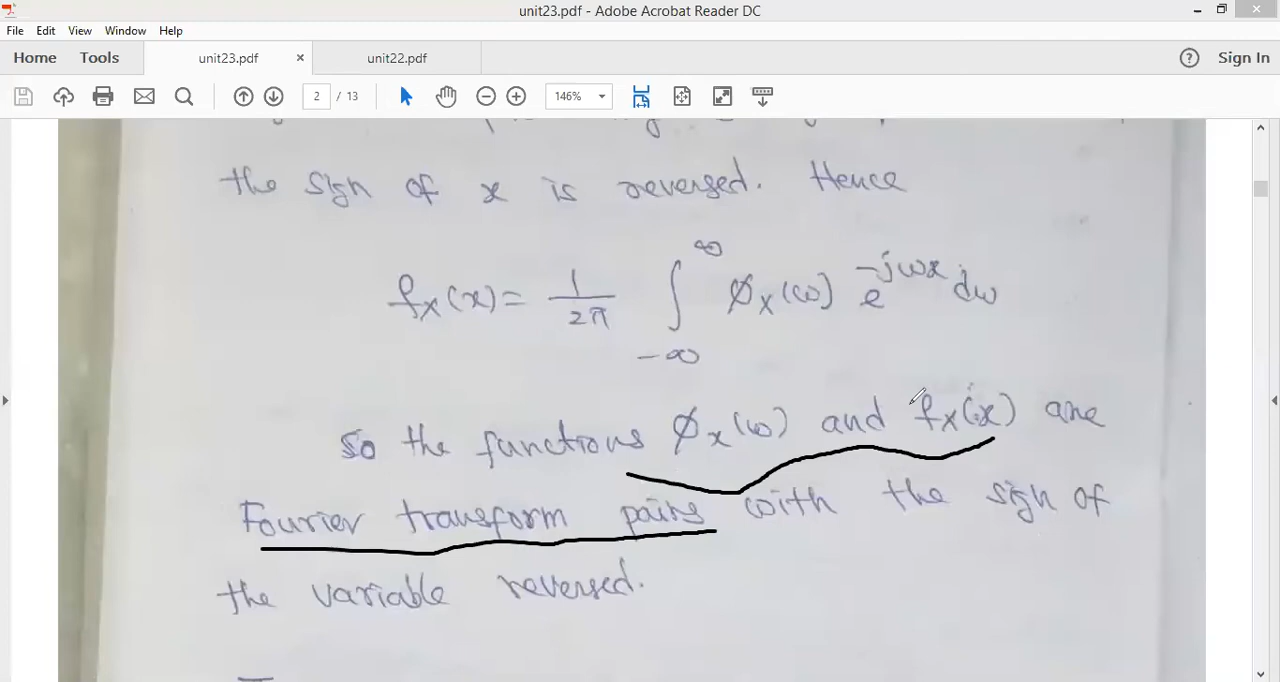 unit23.pdf - Adobe Acrobat Reader DC
File Edit View Window Help
Home Tools unit23.pdf × unit22.pdf Sign In
2 / 13 146%
the sign of x is reversed. Hence
fX(x) = 1/2π ∫_{-∞}^{∞} ϕX(ω) e^{-jωx} dω
So the functions ϕx(ω) and fX(x) are
Fourier transform pairs with the sign of
the variable reversed.